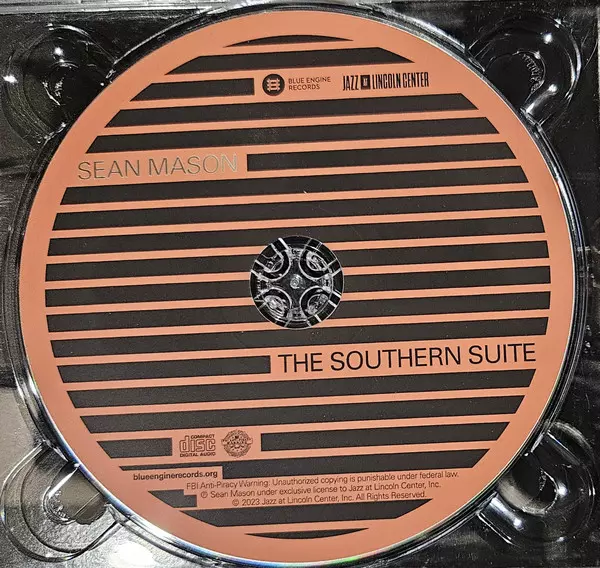 BLUE ENGINE
RECORDS
JAZZ AT LINCOLN CENTER
SEAN MASON
THE SOUTHERN SUITE
COMPACT
disc
DIGITAL AUDIO
blueenginerecords.org
FBI Anti-Piracy Warning: Unauthorized copying is punishable under federal law.
℗ Sean Mason under exclusive license to Jazz at Lincoln Center, Inc.
© 2023 Jazz at Lincoln Center, Inc. All Rights Reserved.